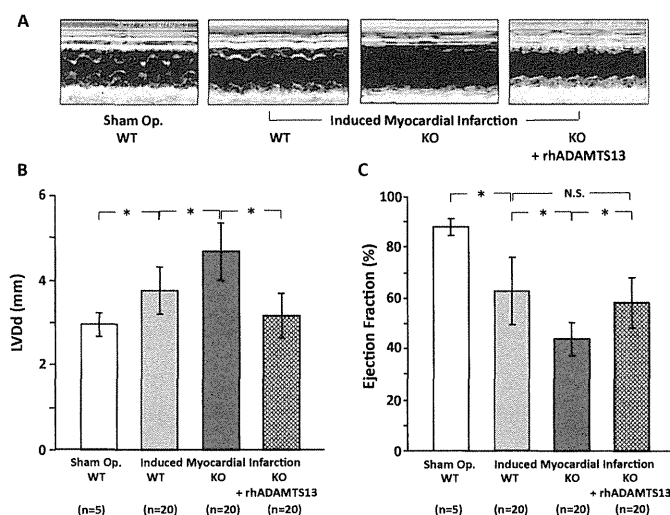 A
Sham Op.
WT
Induced Myocardial Infarction
WT
KO
KO
+ rhADAMTS13
B
6
4
2
0
LVDd (mm)
*
*
*
Sham Op.
WT
Induced Myocardial Infarction
WT
KO
KO
+ rhADAMTS13
(n=5)
(n=20)
(n=20)
(n=20)
C
100
80
60
40
20
0
Ejection Fraction (%)
*
N.S.
*
*
Sham Op.
WT
Induced Myocardial Infarction
WT
KO
KO
+ rhADAMTS13
(n=5)
(n=20)
(n=20)
(n=20)